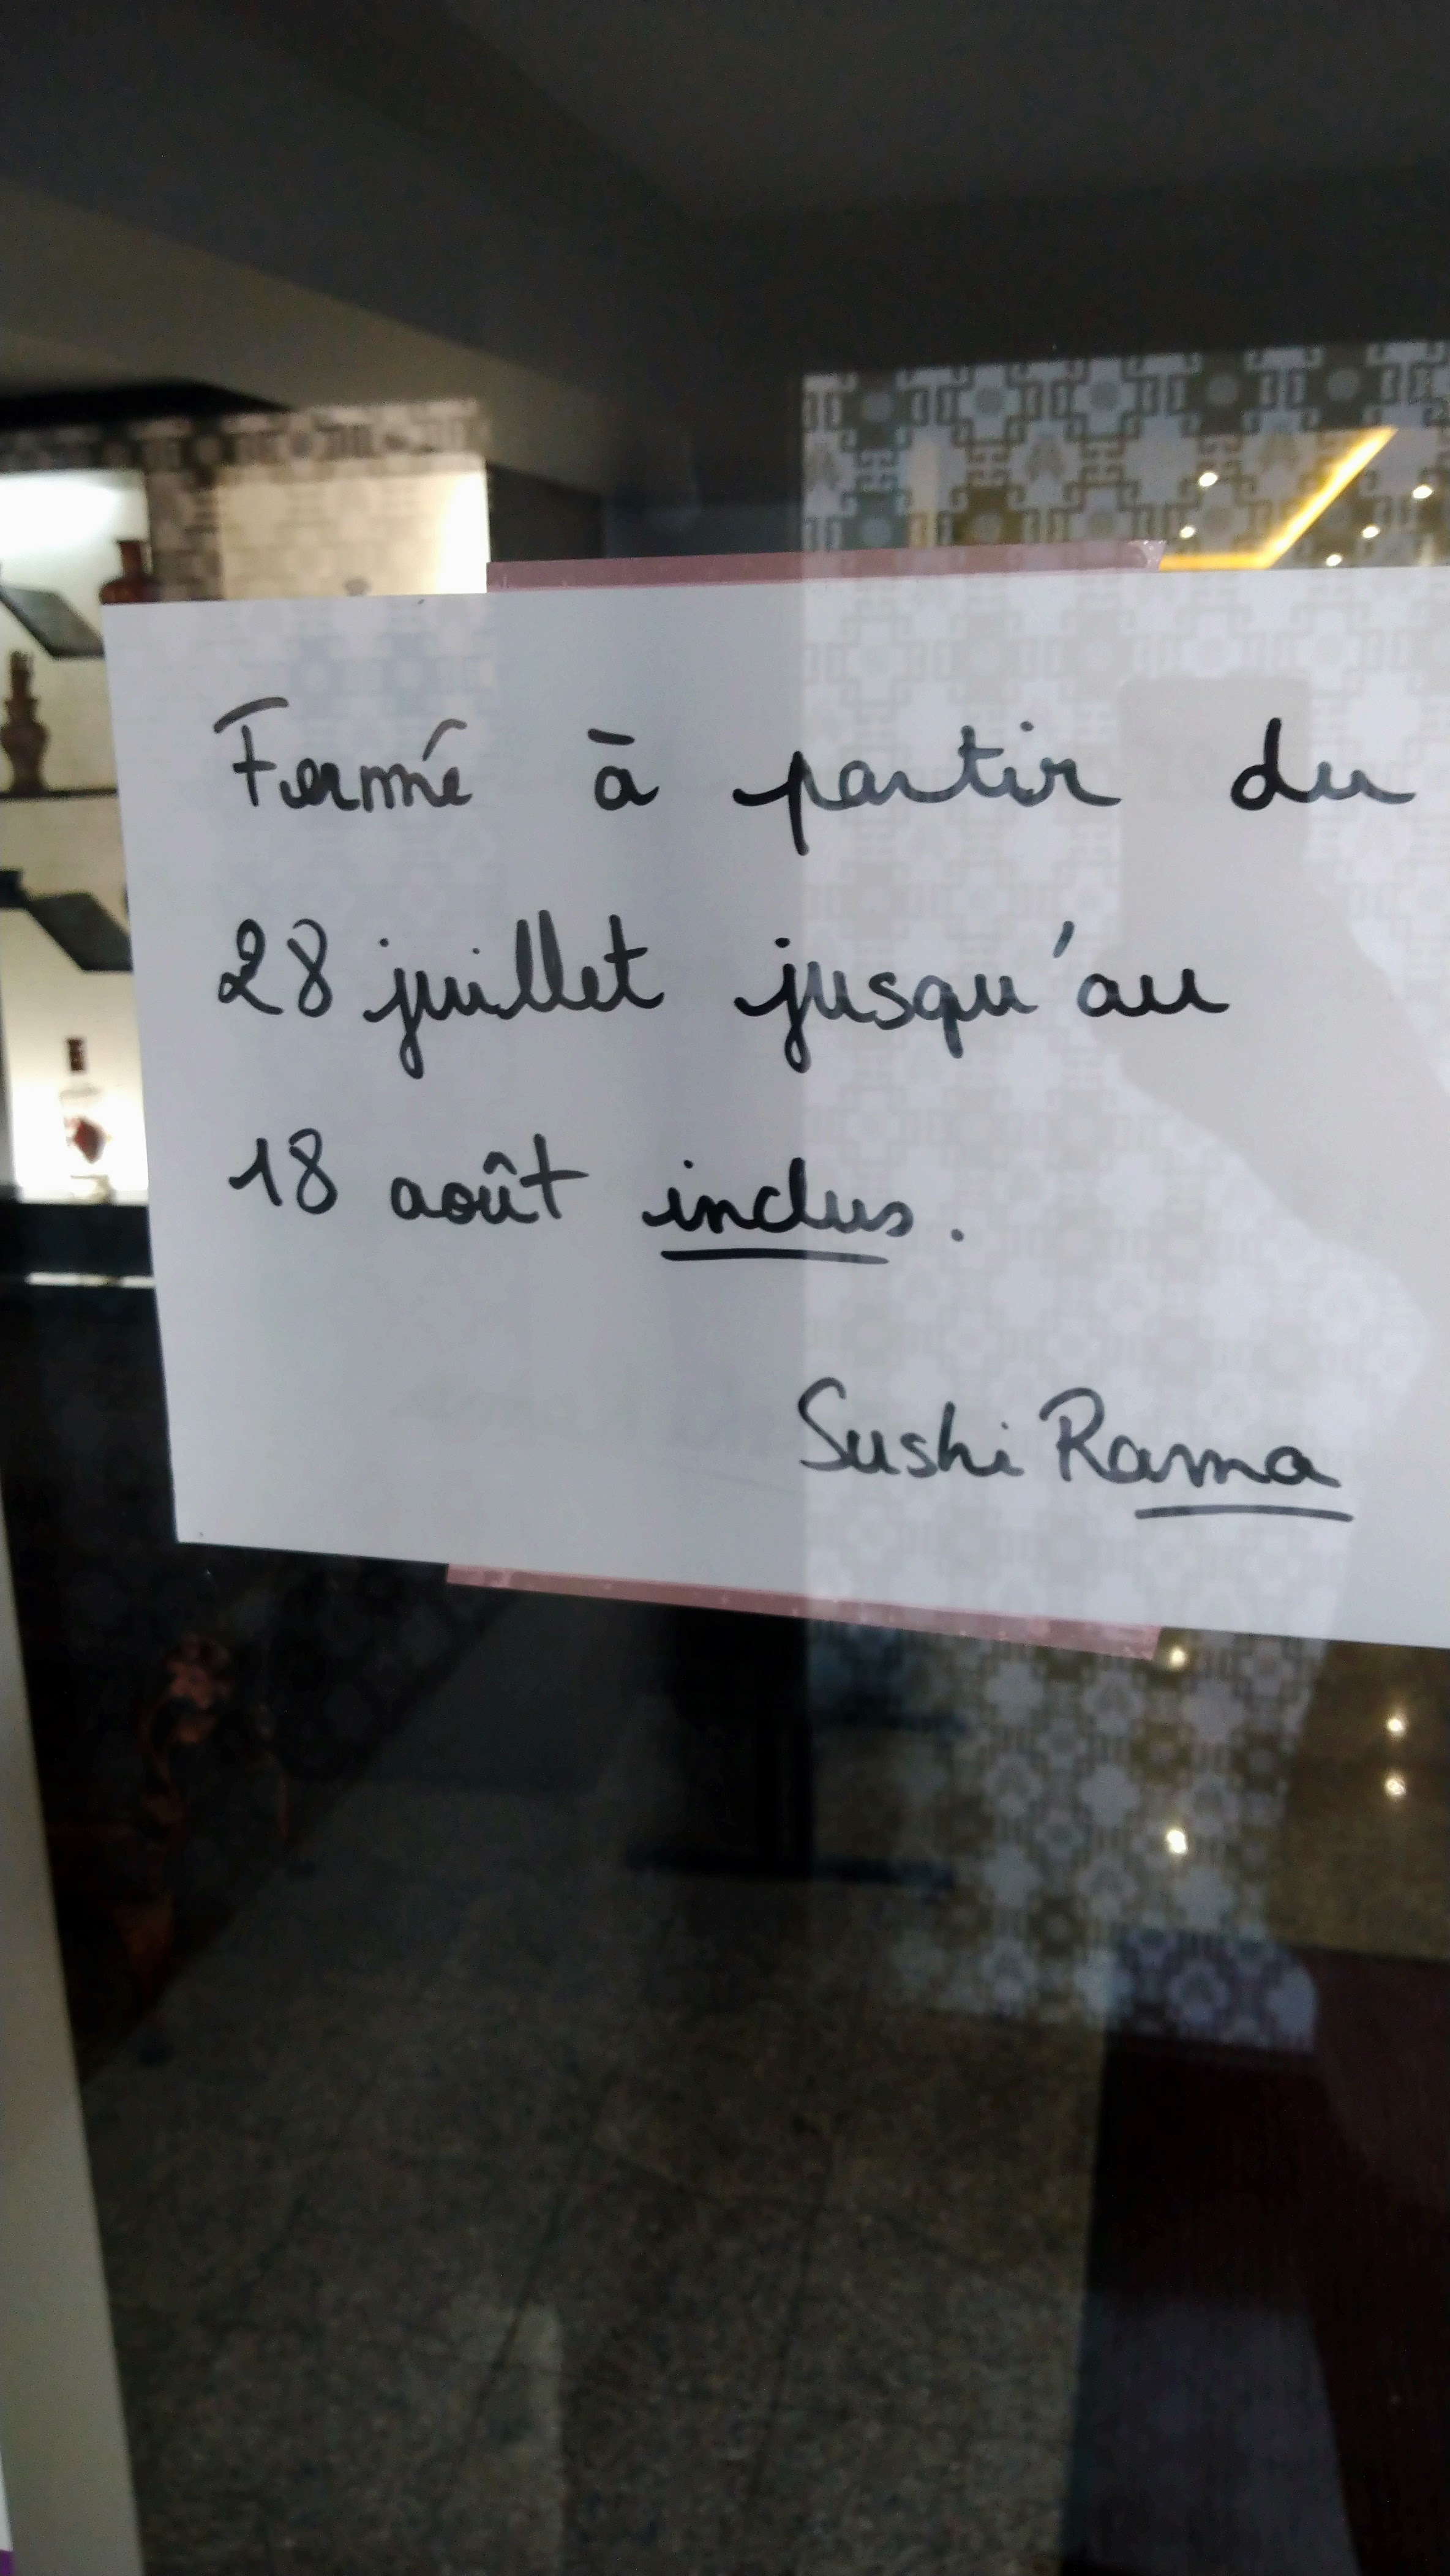 Fermé à partir du
28 juillet jusqu'au
18 août inclus.
Sushi Rama